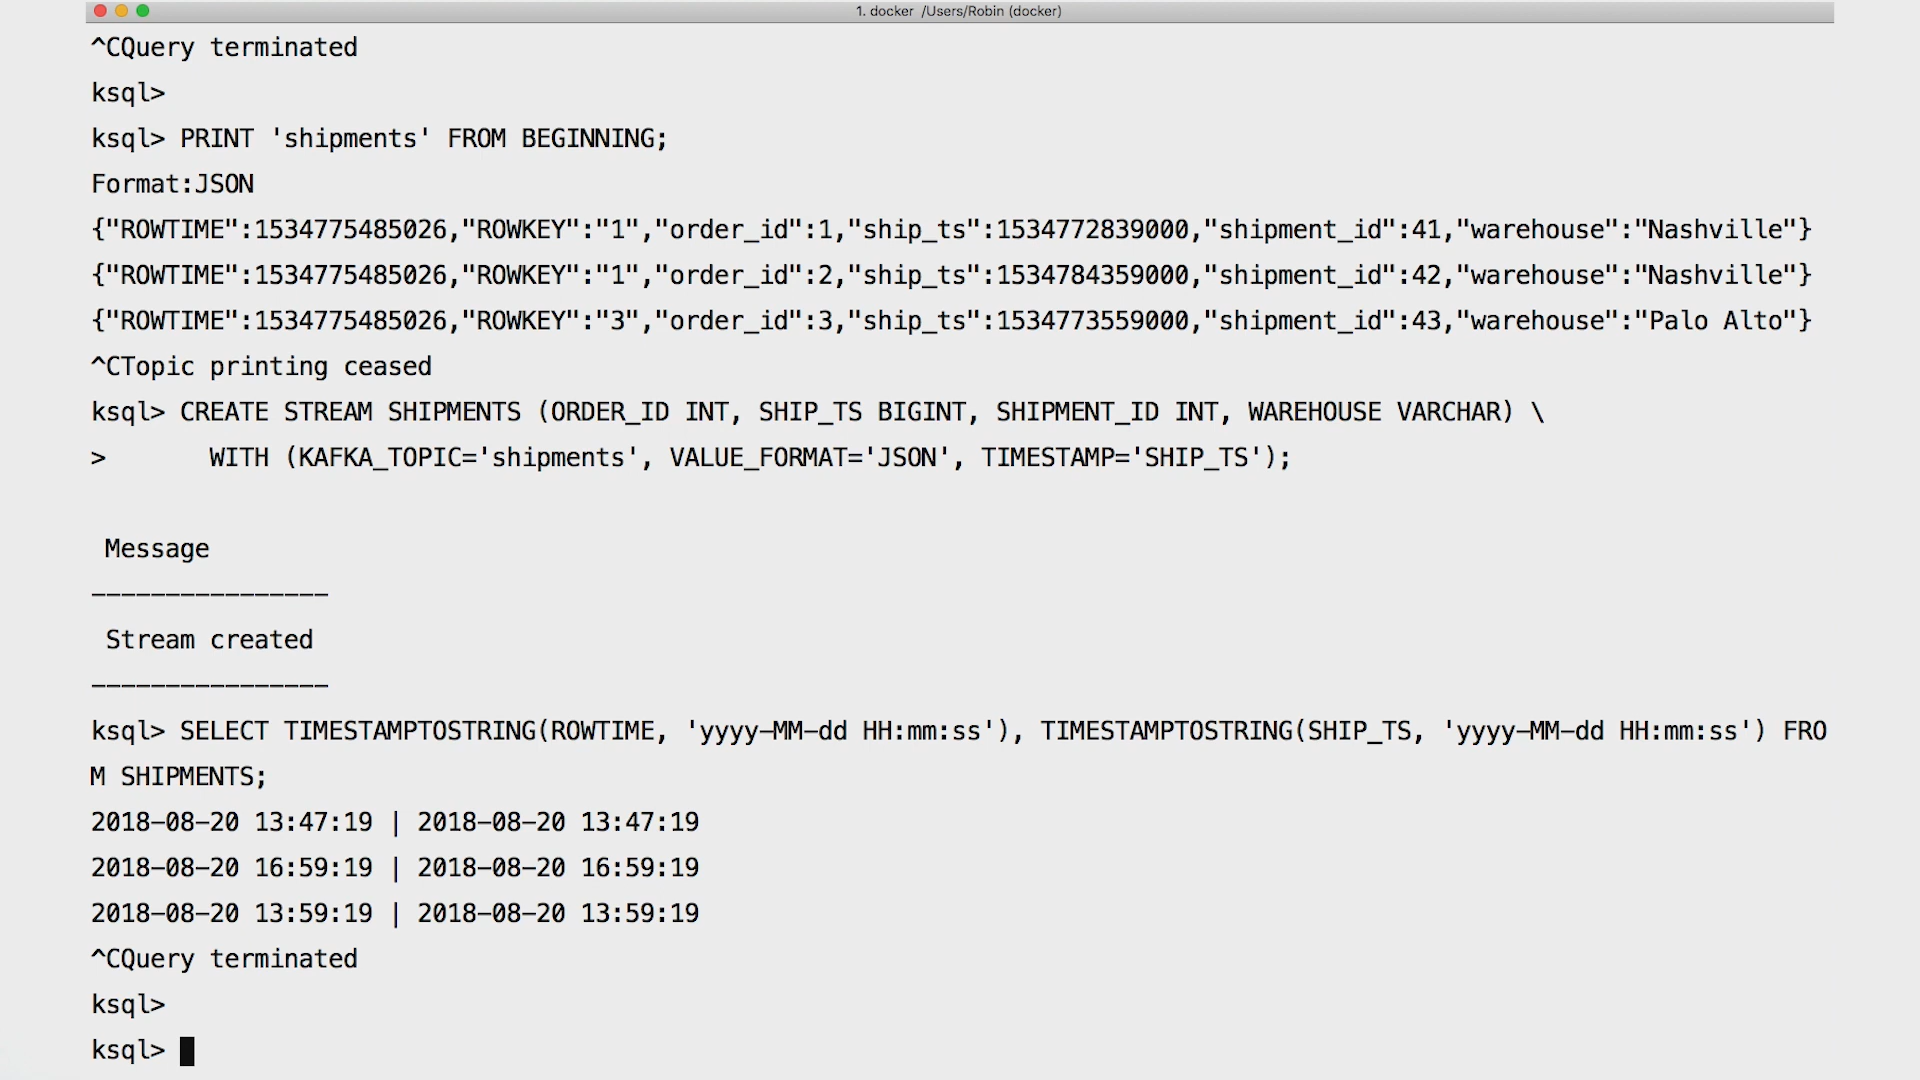 1. docker /Users/Robin (docker)
^CQuery terminated
ksql>
ksql> PRINT 'shipments' FROM BEGINNING;
Format:JSON
{"ROWTIME":1534775485026,"ROWKEY":"1","order_id":1,"ship_ts":1534772839000,"shipment_id":41,"warehouse":"Nashville"}
{"ROWTIME":1534775485026,"ROWKEY":"1","order_id":2,"ship_ts":1534784359000,"shipment_id":42,"warehouse":"Nashville"}
{"ROWTIME":1534775485026,"ROWKEY":"3","order_id":3,"ship_ts":1534773559000,"shipment_id":43,"warehouse":"Palo Alto"}
^CTopic printing ceased
ksql> CREATE STREAM SHIPMENTS (ORDER_ID INT, SHIP_TS BIGINT, SHIPMENT_ID INT, WAREHOUSE VARCHAR) \
>       WITH (KAFKA_TOPIC='shipments', VALUE_FORMAT='JSON', TIMESTAMP='SHIP_TS');
Message
----------------
Stream created
----------------
ksql> SELECT TIMESTAMPTOSTRING(ROWTIME, 'yyyy-MM-dd HH:mm:ss'), TIMESTAMPTOSTRING(SHIP_TS, 'yyyy-MM-dd HH:mm:ss') FRO
M SHIPMENTS;
2018-08-20 13:47:19 | 2018-08-20 13:47:19
2018-08-20 16:59:19 | 2018-08-20 16:59:19
2018-08-20 13:59:19 | 2018-08-20 13:59:19
^CQuery terminated
ksql>
ksql>